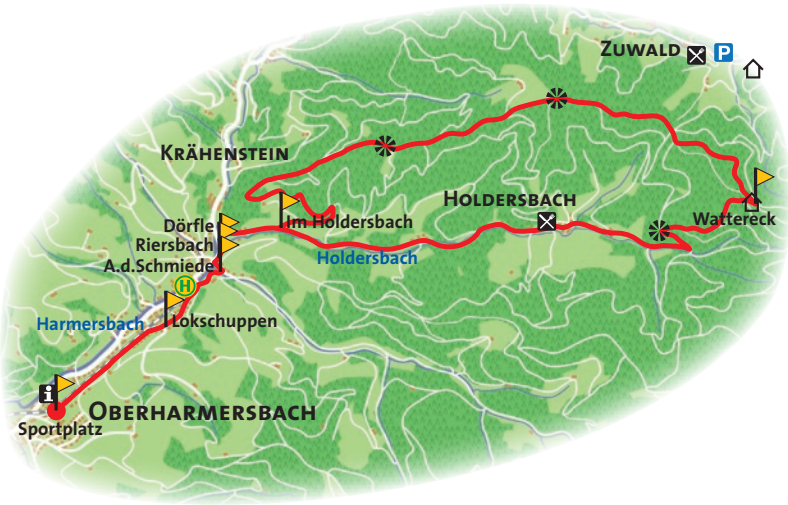 ZUWALD
P
KRÄHENSTEIN
HOLDERSBACH
Dörfle
Im Holdersbach
Wattereck
Riersbach
A.d.Schmiede
Holdersbach
H
Harmersbach
Lokschuppen
i
OBERHARMERSBACH
Sportplatz